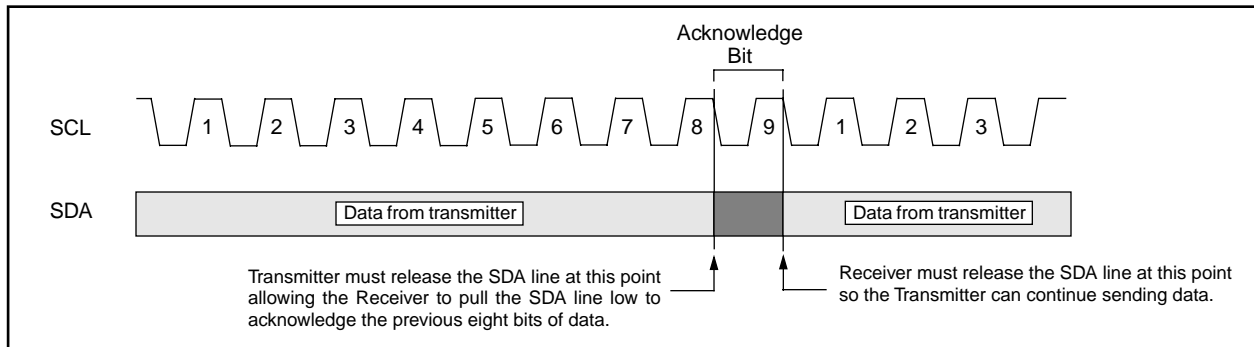 Acknowledge
Bit
SCL
1 2 3 4 5 6 7 8 9 1 2 3
SDA
Data from transmitter
Data from transmitter
Transmitter must release the SDA line at this point
allowing the Receiver to pull the SDA line low to
acknowledge the previous eight bits of data.
Receiver must release the SDA line at this point
so the Transmitter can continue sending data.